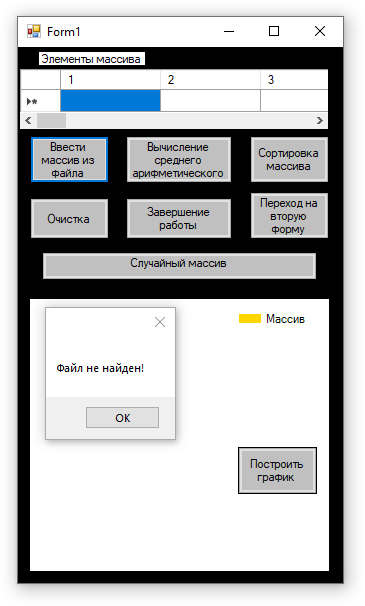 Form1
Элементы массива
1 2 3
Ввести
массив из
файла
Вычисление
среднего
арифметического
Сортировка
массива
Очистка
Завершение
работы
Переход на
вторую
форму
Случайный массив
Массив
Файл не найден!
OK
Построить
график